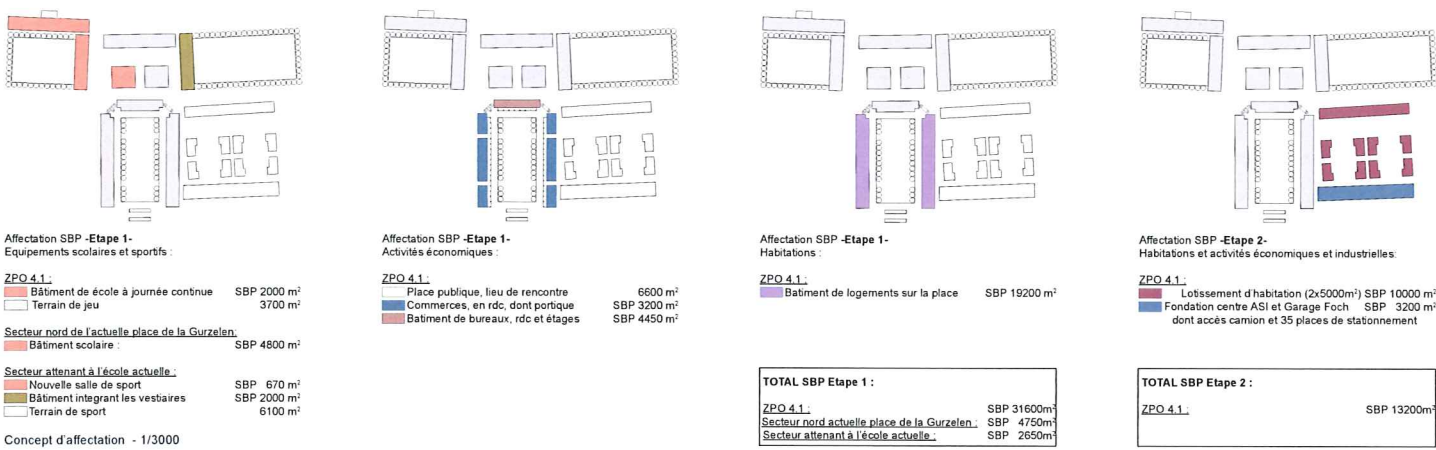 Affectation SBP -Etape 1-
Equipements scolaires et sportifs :
ZPO 4.1 :
Bâtiment de école à journée continue SBP 2000 m²
Terrain de jeu 3700 m²
Secteur nord de l'actuelle place de la Gurzelen:
Bâtiment scolaire : SBP 4800 m²
Secteur attenant à l'école actuelle :
Nouvelle salle de sport SBP 670 m²
Bâtiment integrant les vestiaires SBP 2000 m²
Terrain de sport 6100 m²
Concept d'affectation - 1/3000
Affectation SBP -Etape 1-
Activités économiques :
ZPO 4.1 :
Place publique, lieu de rencontre 6600 m²
Commerces, en rdc, dont portique SBP 3200 m²
Batiment de bureaux, rdc et étages SBP 4450 m²
Affectation SBP -Etape 1-
Habitations :
ZPO 4.1 :
Batiment de logements sur la place SBP 19200 m²
TOTAL SBP Etape 1 :
ZPO 4.1 : SBP 31600m²
Secteur nord actuelle place de la Gurzelen : SBP 4750m²
Secteur attenant à l'école actuelle : SBP 2650m²
Affectation SBP -Etape 2-
Habitations et activités économiques et industrielles:
ZPO 4.1 :
Lotissement d'habitation (2x5000m²) SBP 10000 m²
Fondation centre ASI et Garage Foch SBP 3200 m²
dont accès camion et 35 places de stationnement
TOTAL SBP Etape 2 :
ZPO 4.1 : SBP 13200m²